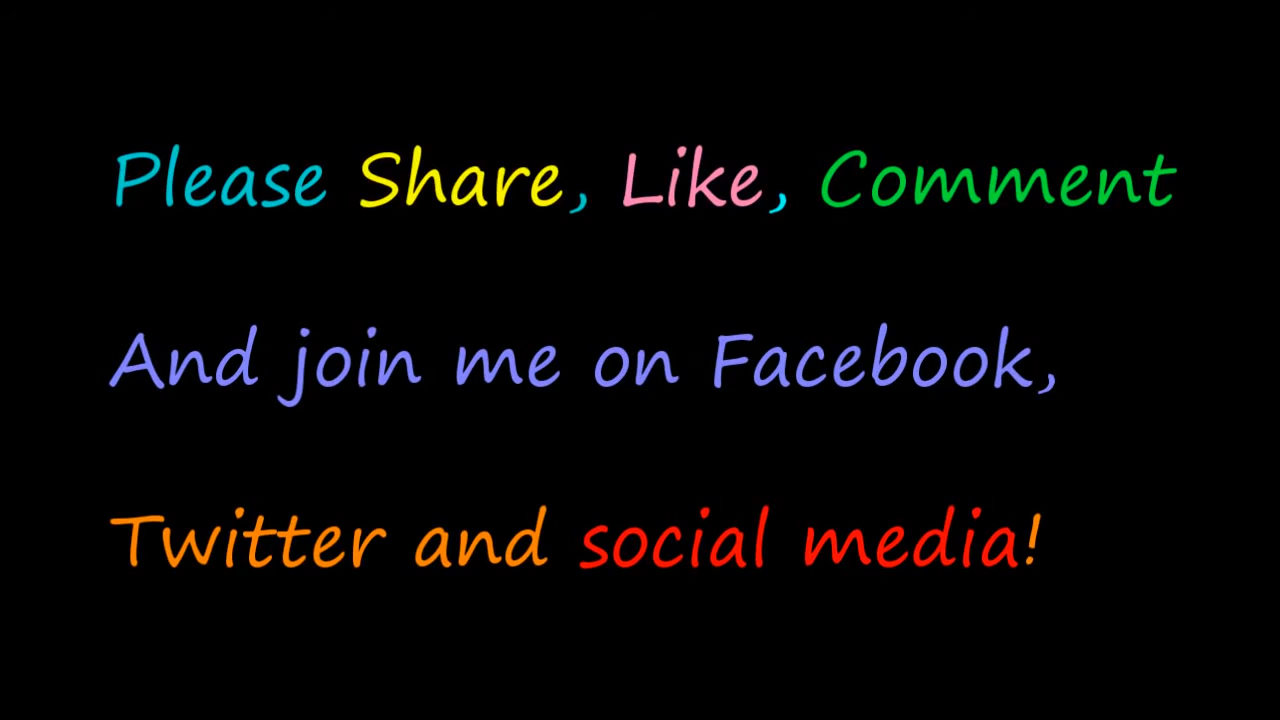 Please Share, Like, Comment
And join me on Facebook,
Twitter and social media!